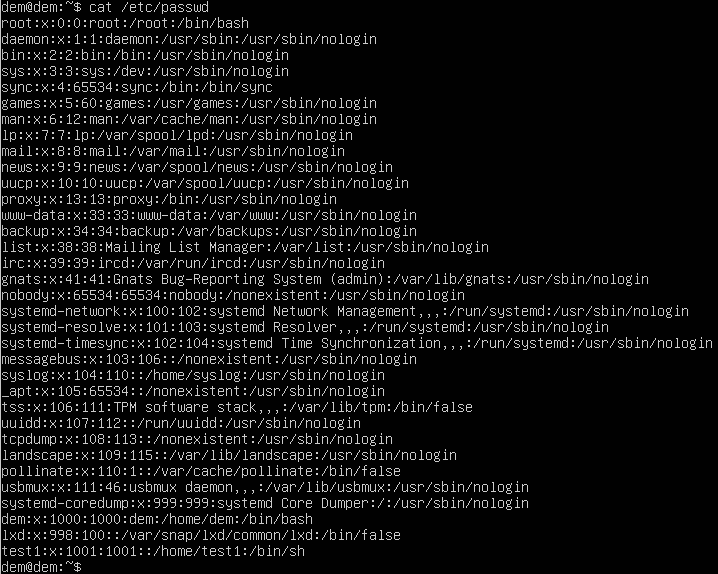 dem@dem:~$ cat /etc/passwd
root:x:0:0:root:/root:/bin/bash
daemon:x:1:1:daemon:/usr/sbin:/usr/sbin/nologin
bin:x:2:2:bin:/bin:/usr/sbin/nologin
sys:x:3:3:sys:/dev:/usr/sbin/nologin
sync:x:4:65534:sync:/bin:/bin/sync
games:x:5:60:games:/usr/games:/usr/sbin/nologin
man:x:6:12:man:/var/cache/man:/usr/sbin/nologin
lp:x:7:7:lp:/var/spool/lpd:/usr/sbin/nologin
mail:x:8:8:mail:/var/mail:/usr/sbin/nologin
news:x:9:9:news:/var/spool/news:/usr/sbin/nologin
uucp:x:10:10:uucp:/var/spool/uucp:/usr/sbin/nologin
proxy:x:13:13:proxy:/bin:/usr/sbin/nologin
www-data:x:33:33:www-data:/var/www:/usr/sbin/nologin
backup:x:34:34:backup:/var/backups:/usr/sbin/nologin
list:x:38:38:Mailing List Manager:/var/list:/usr/sbin/nologin
irc:x:39:39:ircd:/var/run/ircd:/usr/sbin/nologin
gnats:x:41:41:Gnats Bug-Reporting System (admin):/var/lib/gnats:/usr/sbin/nologin
nobody:x:65534:65534:nobody:/nonexistent:/usr/sbin/nologin
systemd-network:x:100:102:systemd Network Management,,,:/run/systemd:/usr/sbin/nologin
systemd-resolve:x:101:103:systemd Resolver,,,:/run/systemd:/usr/sbin/nologin
systemd-timesync:x:102:104:systemd Time Synchronization,,,:/run/systemd:/usr/sbin/nologin
messagebus:x:103:106::/nonexistent:/usr/sbin/nologin
syslog:x:104:110::/home/syslog:/usr/sbin/nologin
_apt:x:105:65534::/nonexistent:/usr/sbin/nologin
tss:x:106:111:TPM software stack,,,:/var/lib/tpm:/bin/false
uuidd:x:107:112::/run/uuidd:/usr/sbin/nologin
tcpdump:x:108:113::/nonexistent:/usr/sbin/nologin
landscape:x:109:115::/var/lib/landscape:/usr/sbin/nologin
pollinate:x:110:1::/var/cache/pollinate:/bin/false
usbmux:x:111:46:usbmux daemon,,,:/var/lib/usbmux:/usr/sbin/nologin
systemd-coredump:x:999:999:systemd Core Dumper:/:/usr/sbin/nologin
dem:x:1000:1000:dem:/home/dem:/bin/bash
lxd:x:998:100::/var/snap/lxd/common/lxd:/bin/false
test1:x:1001:1001::/home/test1:/bin/sh
dem@dem:~$